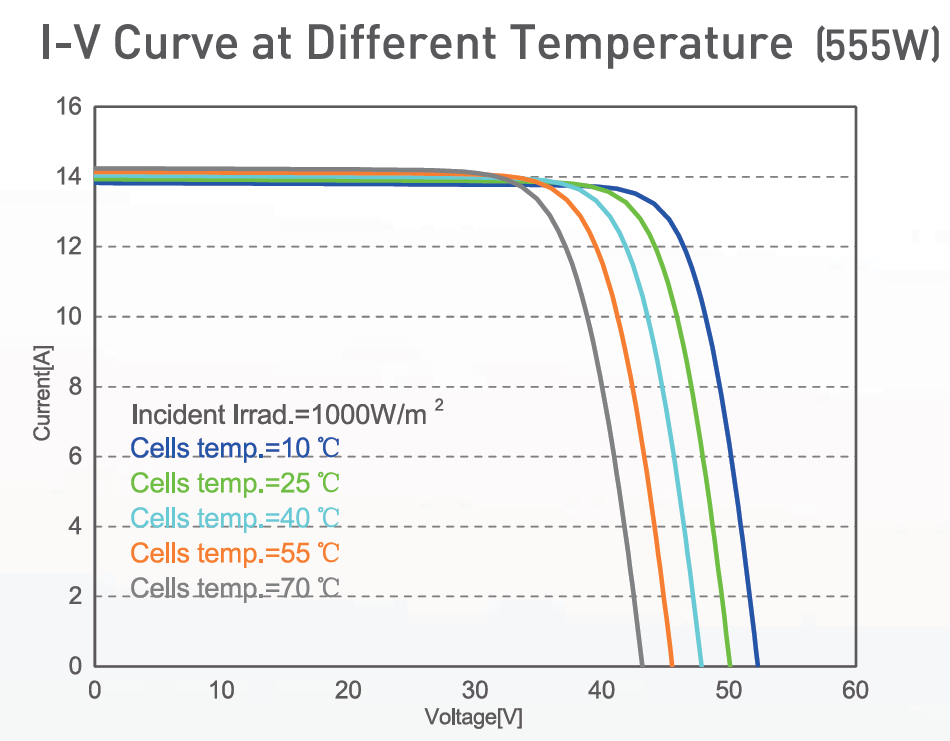 I-V Curve at Different Temperature (555W)
16
14
12
10
8
6
4
2
0
Current[A]
Incident Irrad.=1000W/m ²
Cells temp.=10 ℃
Cells temp.=25 ℃
Cells temp.=40 ℃
Cells temp.=55 ℃
Cells temp.=70 ℃
0 10 20 30 40 50 60
Voltage[V]